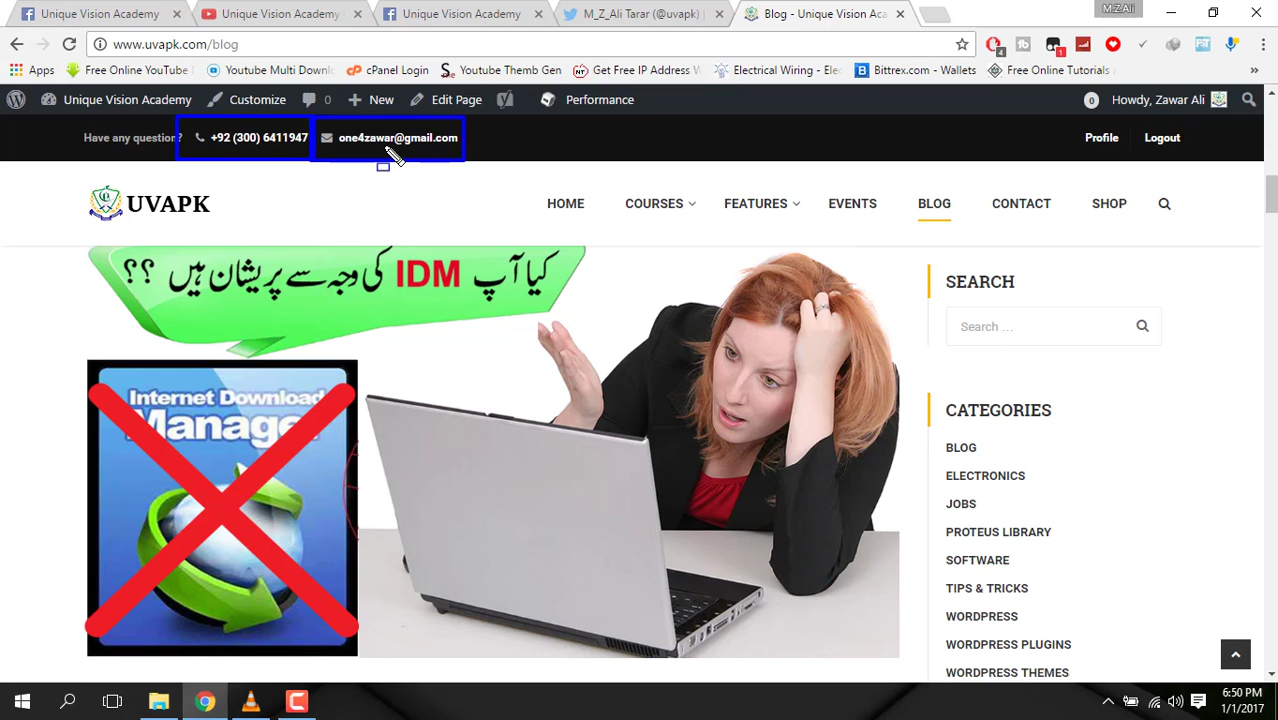 Unique Vision Academy
Unique Vision Academy
Unique Vision Academy
M_Z_Ali Tarar (@uvapk)
Blog - Unique Vision Aca
M.Z.Ali
www.uvapk.com/blog
4
1
Apps
Free Online YouTube
Youtube Multi Downl
cPanel Login
Youtube Themb Gen
Get Free IP Address
Electrical Wiring - Elec
Bittrex.com - Wallets
Free Online Tutorials
Unique Vision Academy
Customize
0
New
Edit Page
Performance
0
Howdy, Zawar Ali
Have any question?
+92 (300) 6411947
one4zawar@gmail.com
Profile
Logout
UVAPK
HOME
COURSES
FEATURES
EVENTS
BLOG
CONTACT
SHOP
کیا آپ IDM کی وجہ سے پریشان ہیں ؟؟
Internet Download
Manager
SEARCH
Search ...
CATEGORIES
BLOG
ELECTRONICS
JOBS
PROTEUS LIBRARY
SOFTWARE
TIPS & TRICKS
WORDPRESS
WORDPRESS PLUGINS
WORDPRESS THEMES
6:50 PM
1/1/2017